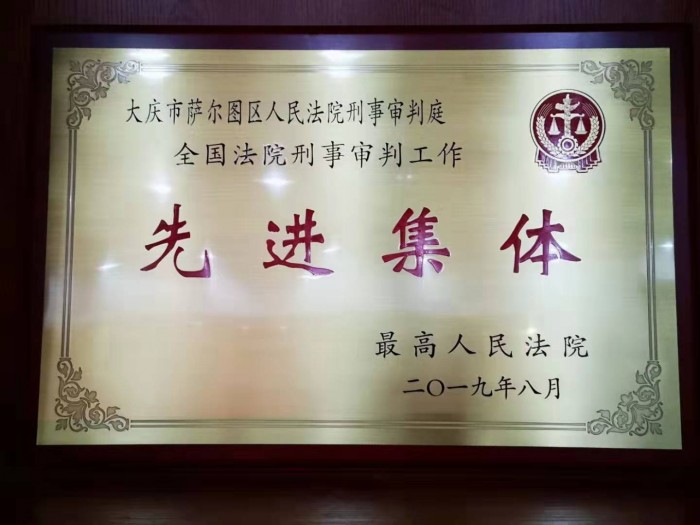 大庆市萨尔图区人民法院刑事审判庭
全国法院刑事审判工作
先进集体
最高人民法院
二〇一九年八月